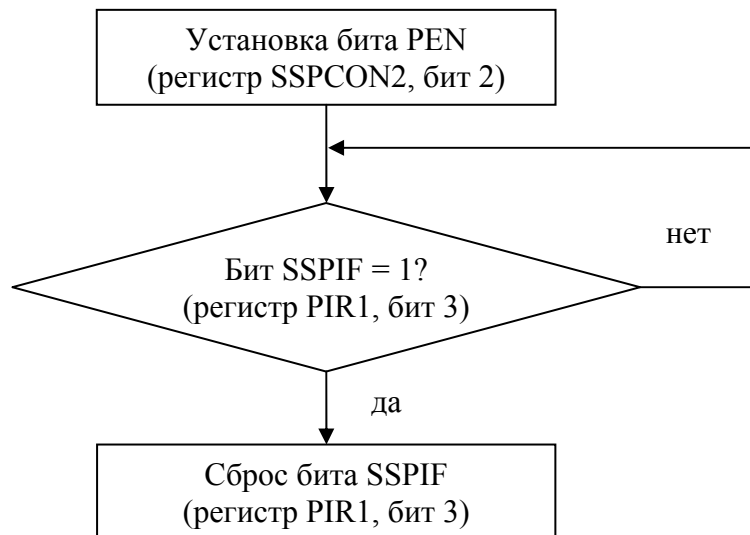 Установка бита PEN
(регистр SSPCON2, бит 2)
нет
Бит SSPIF = 1?
(регистр PIR1, бит 3)
да
Сброс бита SSPIF
(регистр PIR1, бит 3)